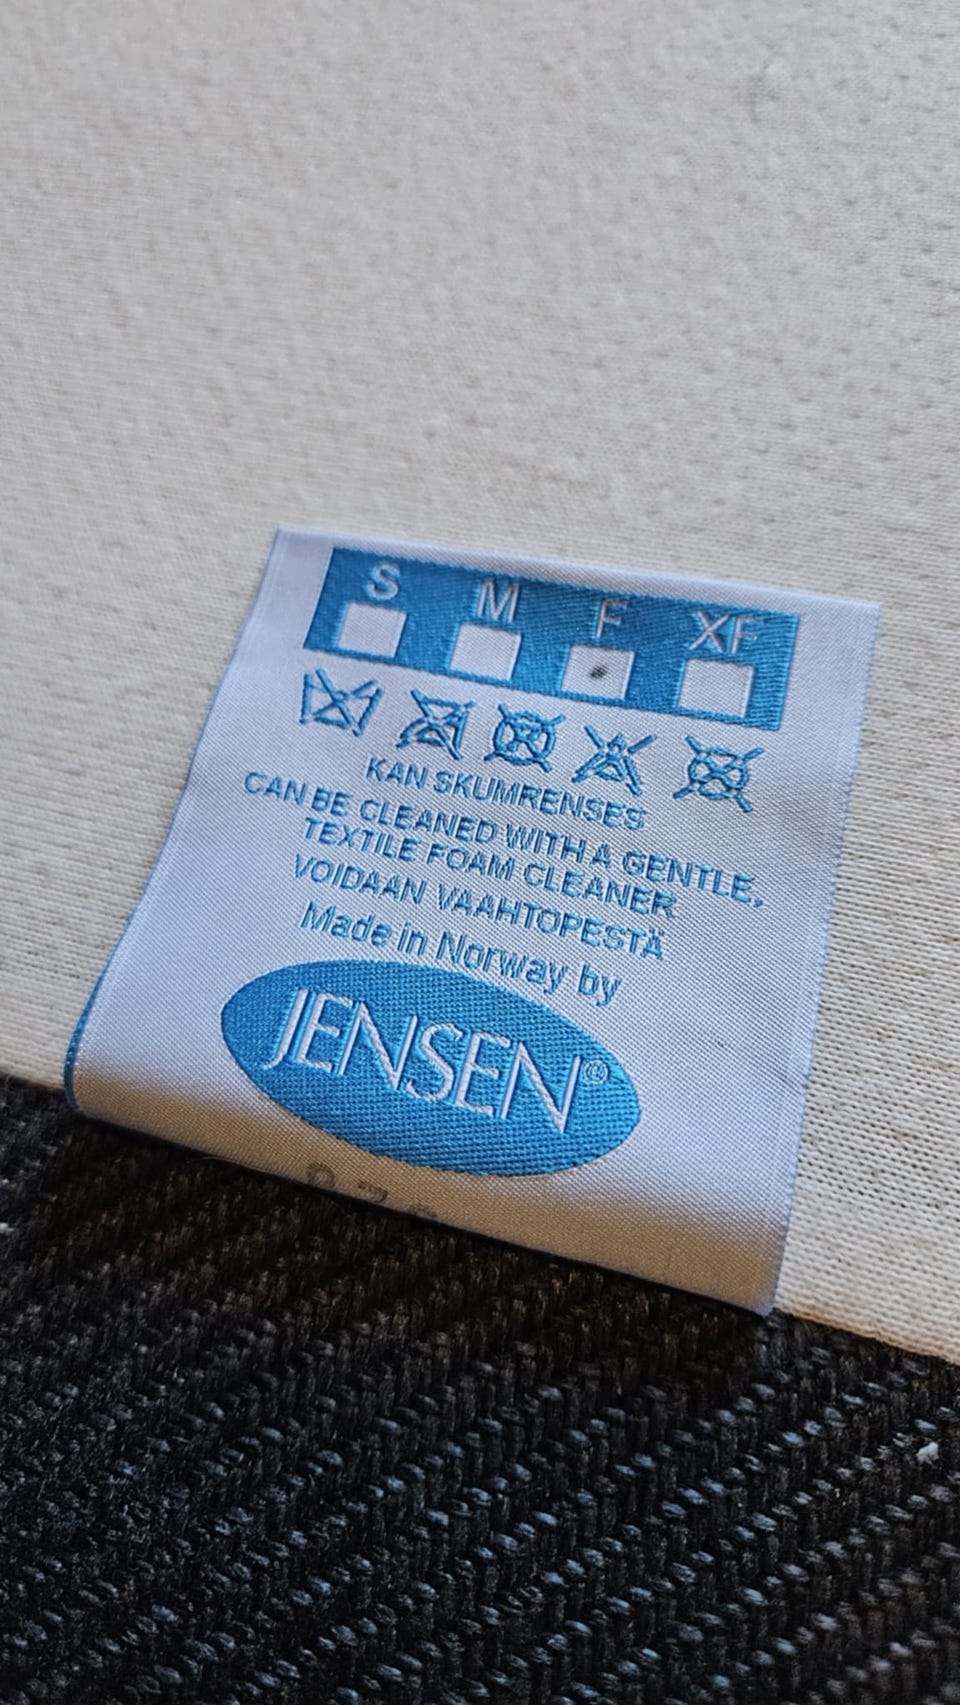 S M F XF
KAN SKUMRENSES
CAN BE CLEANED WITH A GENTLE,
TEXTILE FOAM CLEANER
VOIDAAN VAAHTOPESTÄ
Made in Norway by
JENSEN®